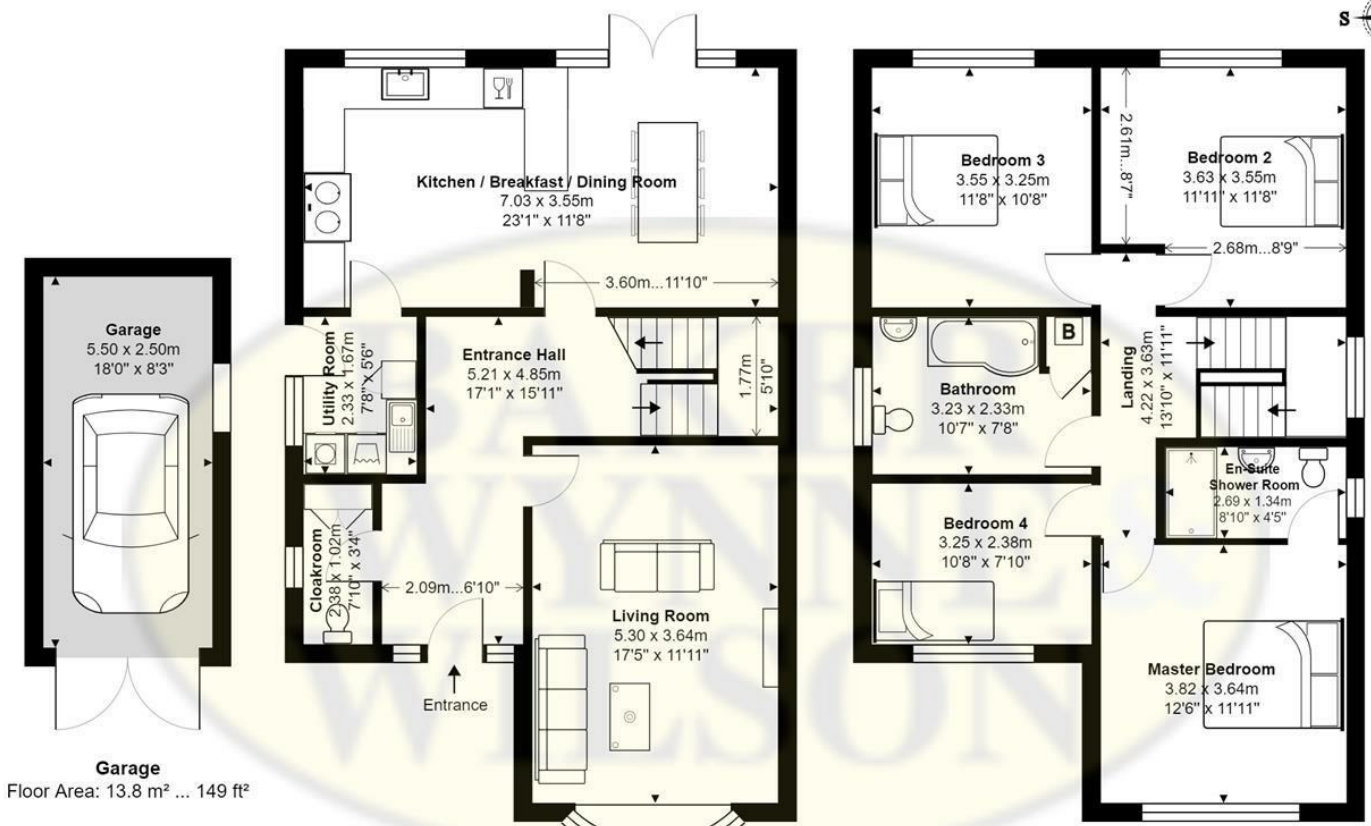 S
Kitchen / Breakfast / Dining Room
7.03 x 3.55m
23'1" x 11'8"
3.60m...11'10"
Garage
5.50 x 2.50m
18'0" x 8'3"
Utility Room
2.33 x 1.67m
7'8" x 5'6"
Entrance Hall
5.21 x 4.85m
17'1" x 15'11"
1.77m
5'10"
Cloakroom
2.38 x 1.02m
7'10" x 3'4"
2.09m...6'10"
Living Room
5.30 x 3.64m
17'5" x 11'11"
Entrance
Garage
Floor Area: 13.8 m² ... 149 ft²
Bedroom 3
3.55 x 3.25m
11'8" x 10'8"
2.61m...8'7"
Bedroom 2
3.63 x 3.55m
11'11" x 11'8"
2.68m...8'9"
B
Bathroom
3.23 x 2.33m
10'7" x 7'8"
Landing
4.22 x 3.63m
13'10" x 11'11"
En-Suite
Shower Room
2.69 x 1.34m
8'10" x 4'5"
Bedroom 4
3.25 x 2.38m
10'8" x 7'10"
Master Bedroom
3.82 x 3.64m
12'6" x 11'11"
BAKER
WYNNE &
WILSON